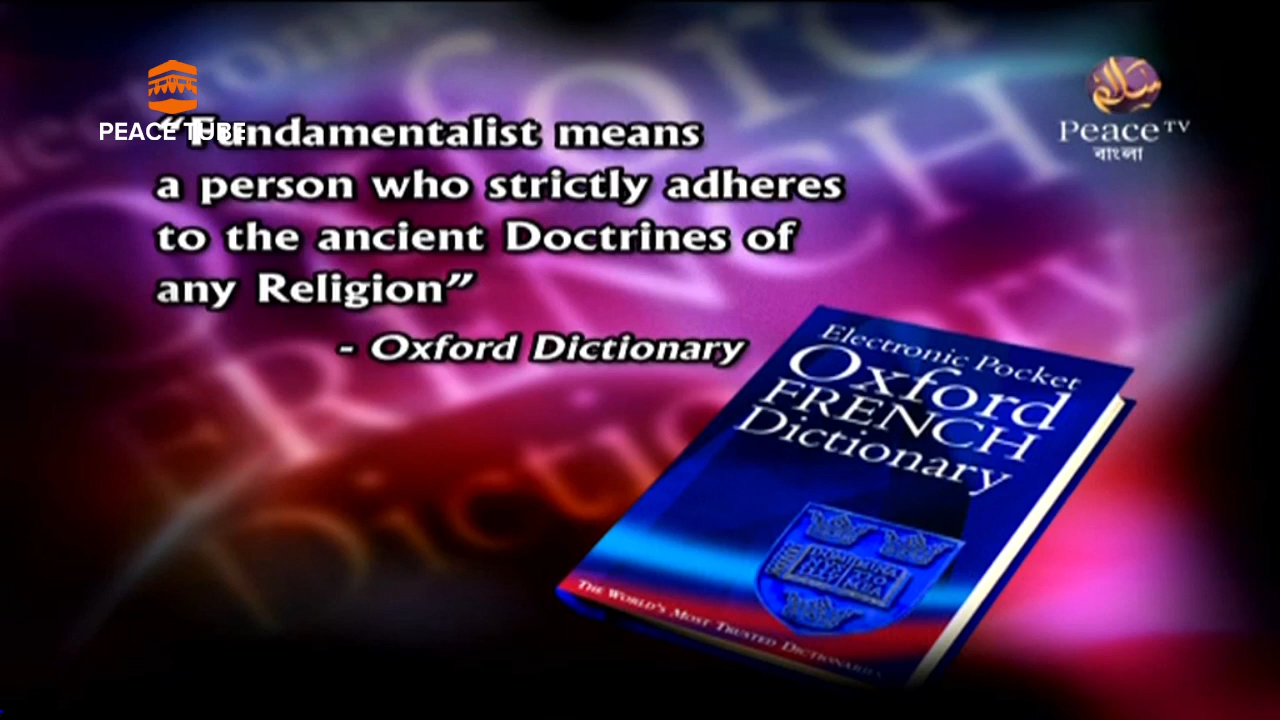 PEACE TUBE
“Fundamentalist means
a person who strictly adheres
to the ancient Doctrines of
any Religion”
- Oxford Dictionary
Peace TV
বাংলা
Electronic Pocket
Oxford
FRENCH
Dictionary
THE WORLD'S MOST TRUSTED DICTIONARIES